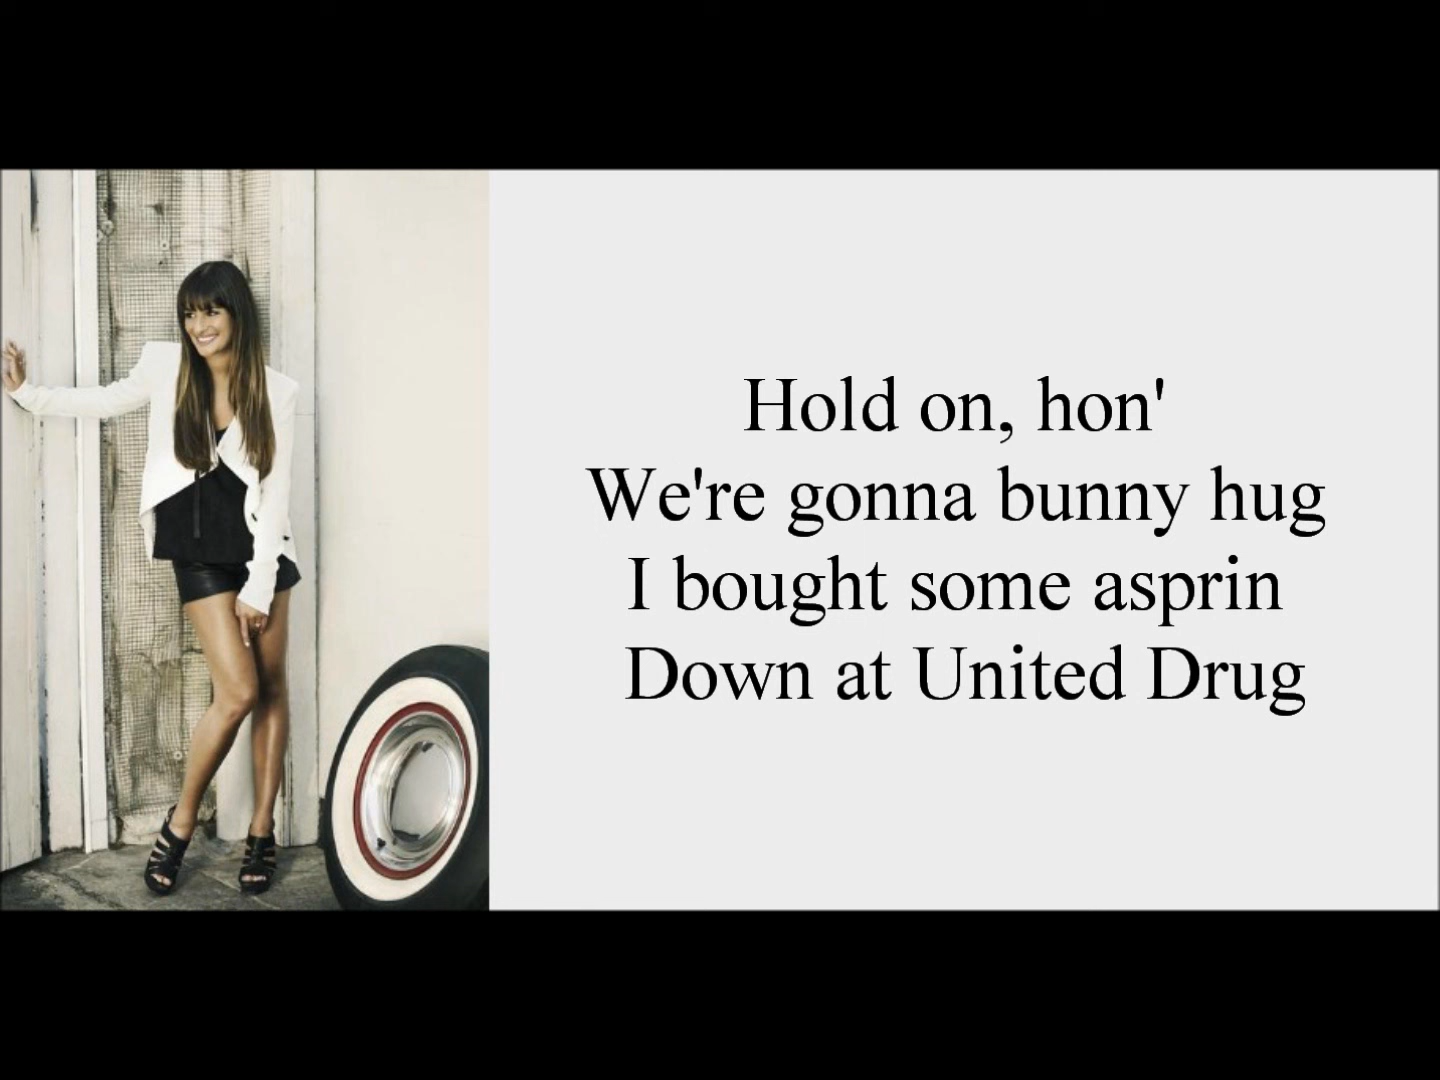 Hold on, hon'
We're gonna bunny hug
I bought some asprin
Down at United Drug